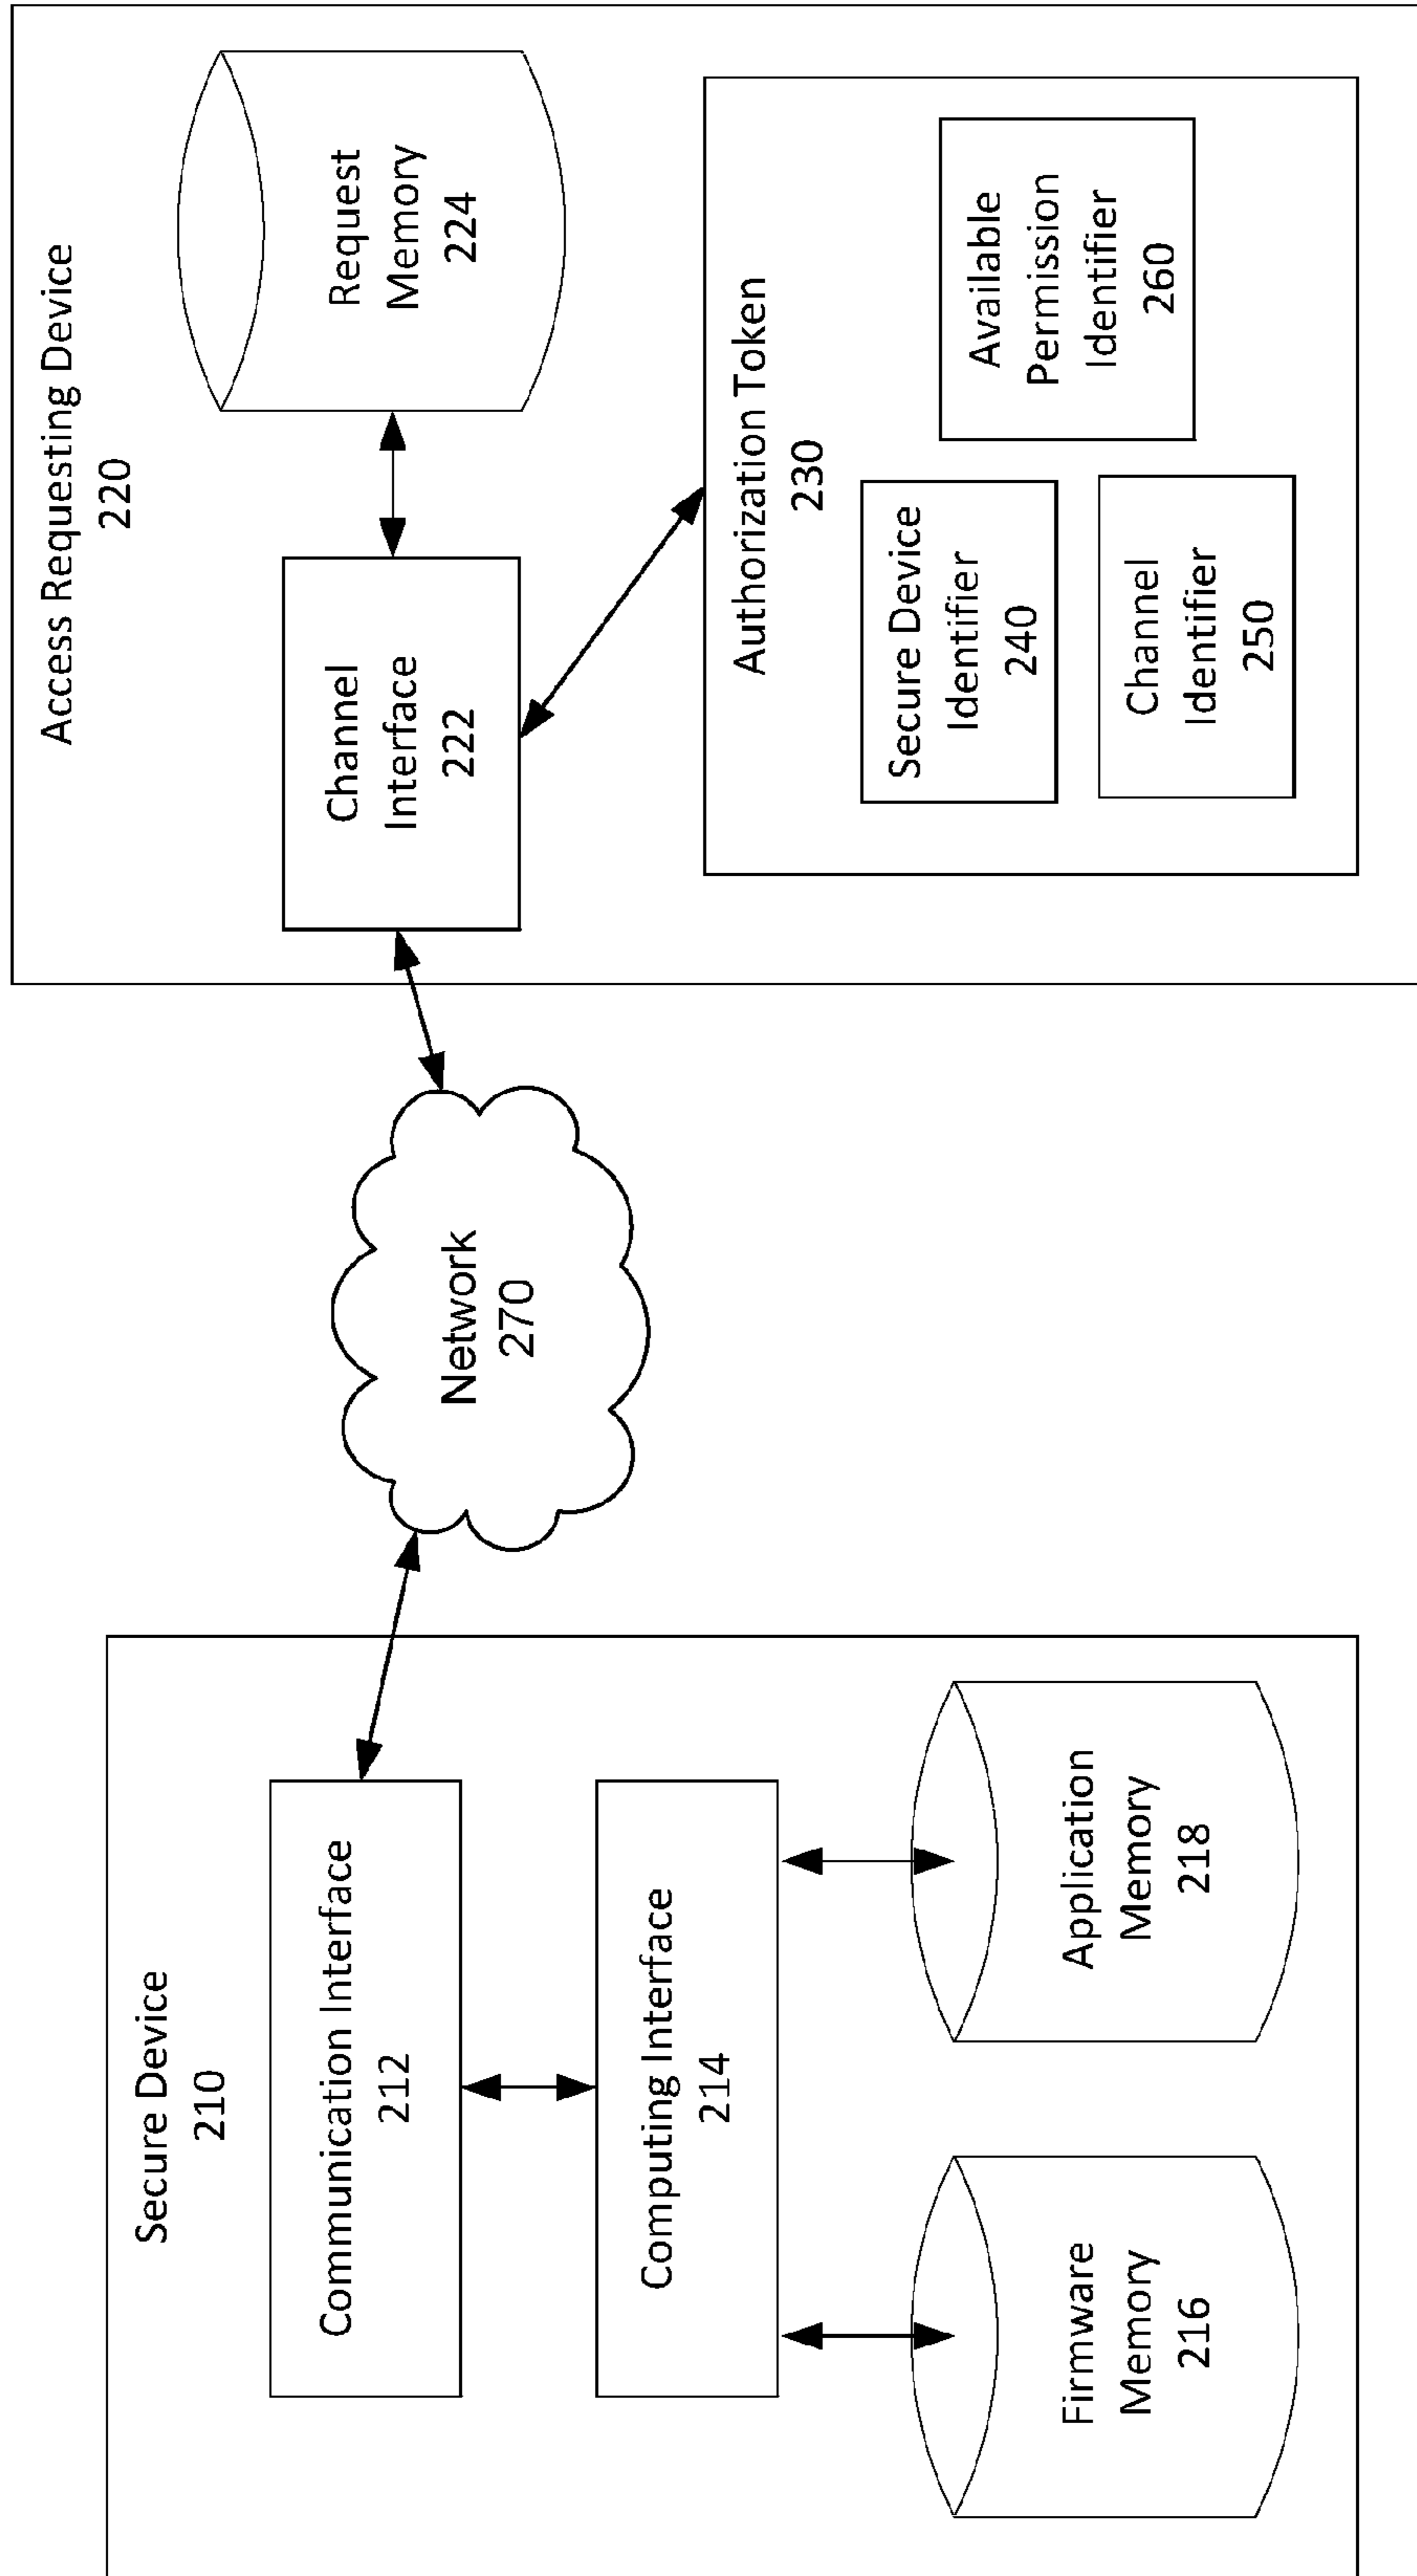 Secure Device
210
Communication Interface
212
Computing Interface
214
Firmware
Memory
216
Application
Memory
218
Network
270
Access Requesting Device
220
Channel
Interface
222
Request
Memory
224
Authorization Token
230
Secure Device
Identifier
240
Channel
Identifier
250
Available
Permission
Identifier
260